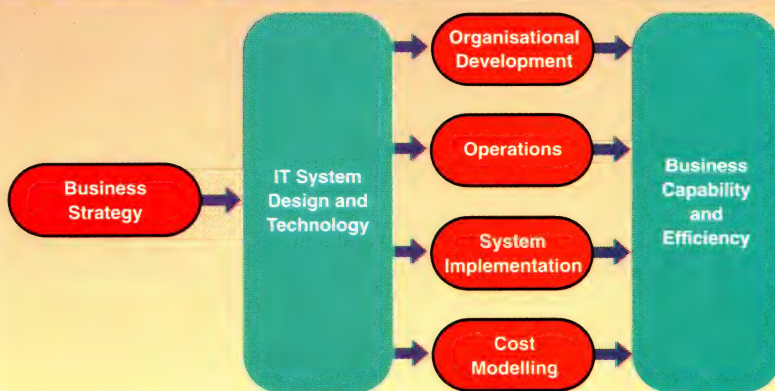 Business
Strategy
IT System
Design and
Technology
Organisational
Development
Operations
System
Implementation
Cost
Modelling
Business
Capability
and
Efficiency